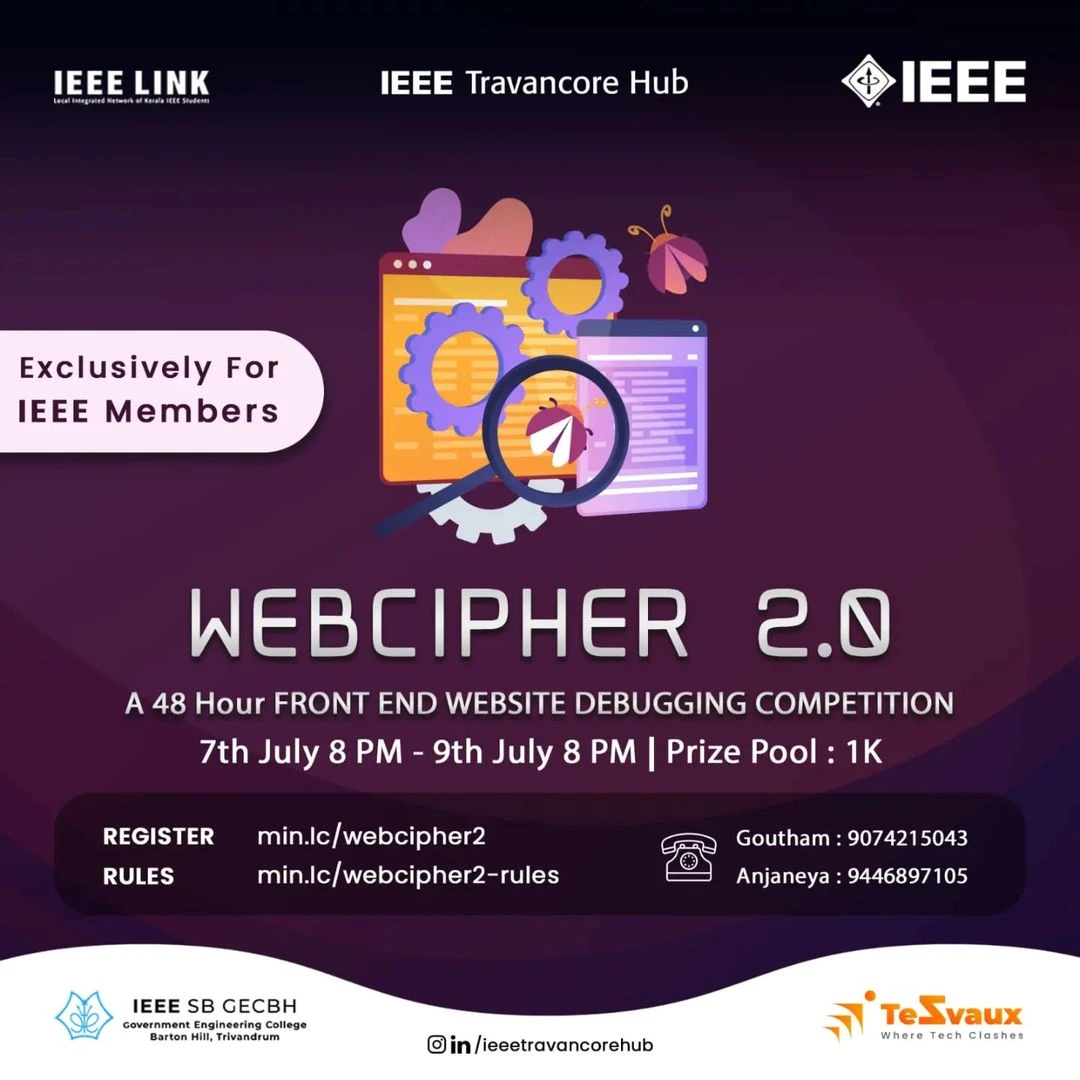 IEEE LINK
Local Integrated Network of Kerala IEEE Students
IEEE Travancore Hub
IEEE
Exclusively For
IEEE Members
WEBCIPHER 2.0
A 48 Hour FRONT END WEBSITE DEBUGGING COMPETITION
7th July 8 PM - 9th July 8 PM | Prize Pool : 1K
REGISTER min.lc/webcipher2
RULES min.lc/webcipher2-rules
Goutham : 9074215043
Anjaneya : 9446897105
IEEE SB GECBH
Government Engineering College
Barton Hill, Trivandrum
in /ieeetravancorehub
TeSvaux
Where Tech Clashes